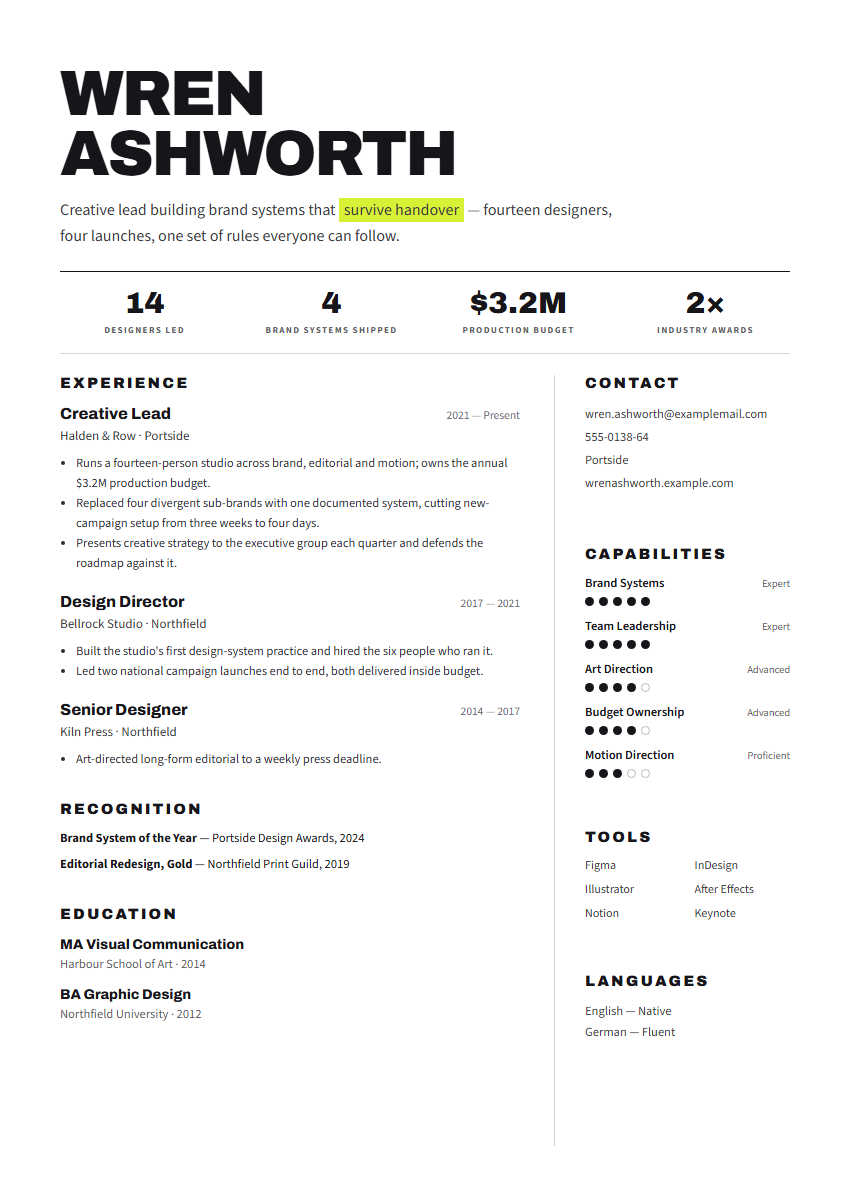 WREN
ASHWORTH
Creative lead building brand systems that survive handover — fourteen designers,
four launches, one set of rules everyone can follow.
14
DESIGNERS LED
4
BRAND SYSTEMS SHIPPED
$3.2M
PRODUCTION BUDGET
2×
INDUSTRY AWARDS
EXPERIENCE
Creative Lead 2021 — Present
Halden & Row · Portside
• Runs a fourteen-person studio across brand, editorial and motion; owns the annual
$3.2M production budget.
• Replaced four divergent sub-brands with one documented system, cutting new-
campaign setup from three weeks to four days.
• Presents creative strategy to the executive group each quarter and defends the
roadmap against it.
Design Director 2017 — 2021
Bellrock Studio · Northfield
• Built the studio's first design-system practice and hired the six people who ran it.
• Led two national campaign launches end to end, both delivered inside budget.
Senior Designer 2014 — 2017
Kiln Press · Northfield
• Art-directed long-form editorial to a weekly press deadline.
RECOGNITION
Brand System of the Year — Portside Design Awards, 2024
Editorial Redesign, Gold — Northfield Print Guild, 2019
EDUCATION
MA Visual Communication
Harbour School of Art · 2014
BA Graphic Design
Northfield University · 2012
CONTACT
wren.ashworth@examplemail.com
555-0138-64
Portside
wrenashworth.example.com
CAPABILITIES
Brand Systems Expert
Team Leadership Expert
Art Direction Advanced
Budget Ownership Advanced
Motion Direction Proficient
TOOLS
Figma InDesign
Illustrator After Effects
Notion Keynote
LANGUAGES
English — Native
German — Fluent